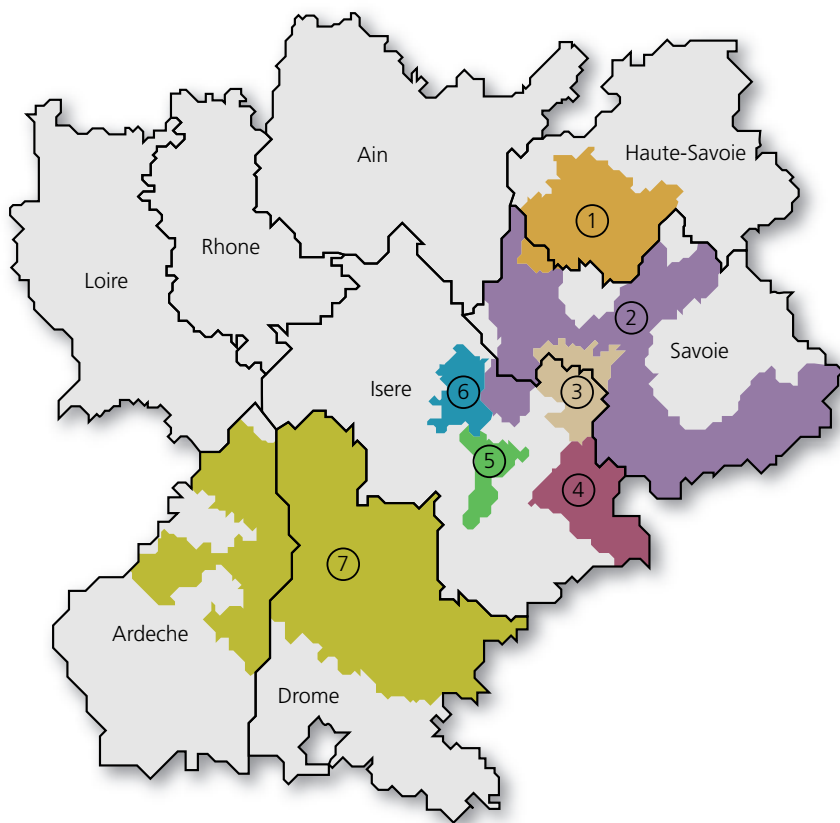 Haute-Savoie
Ain
1
Rhone
Loire
2
Savoie
Isere
6
3
5
4
7
Ardeche
Drome